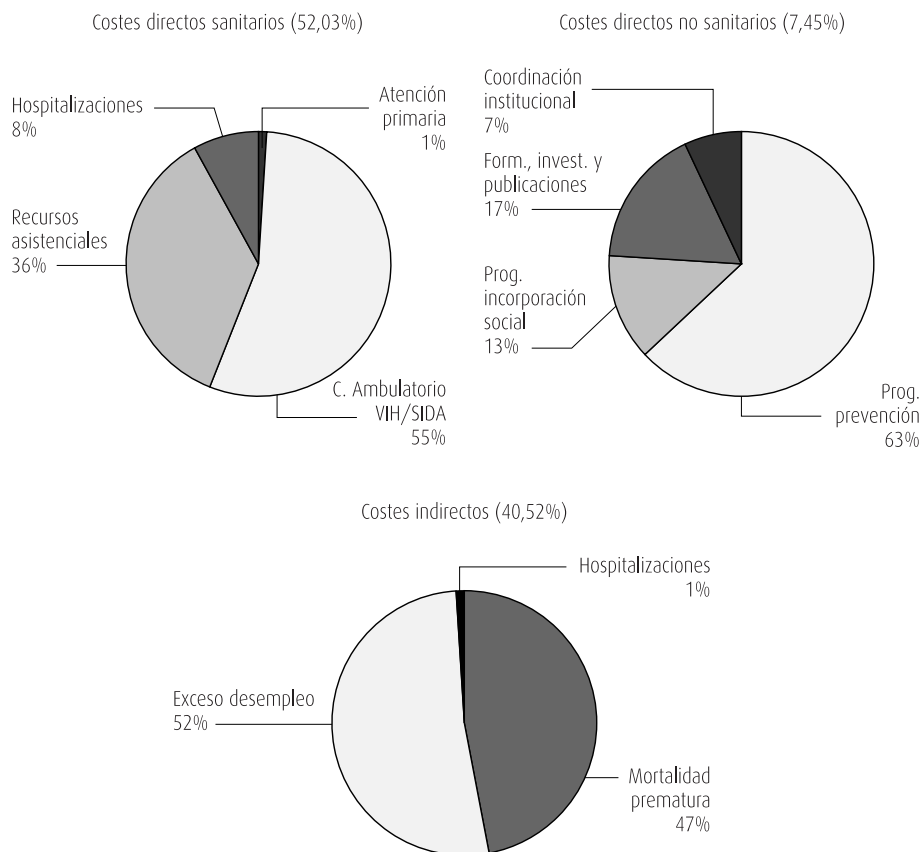 Costes directos sanitarios (52,03%)
Hospitalizaciones
8%
Atención
primaria
1%
Recursos
asistenciales
36%
C. Ambulatorio
VIH/SIDA
55%
Costes directos no sanitarios (7,45%)
Coordinación
institucional
7%
Form., invest. y
publicaciones
17%
Prog.
incorporación
social
13%
Prog.
prevención
63%
Costes indirectos (40,52%)
Hospitalizaciones
1%
Exceso desempleo
52%
Mortalidad
prematura
47%